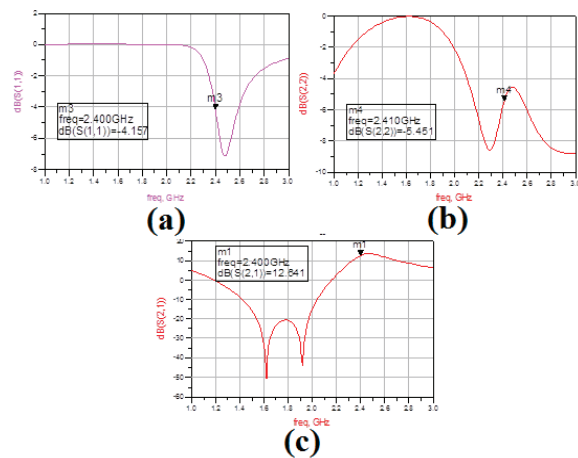 0
-2
-4
-6
-8
dB(S(1,1))
m3
m3
freq=2.400GHz
dB(S(1,1))=-4.157
1.0 1.2 1.4 1.6 1.8 2.0 2.2 2.4 2.6 2.8 3.0
freq, GHz
(a)
0
-2
-4
-6
-8
-10
dB(S(2,2))
m4
m4
freq=2.410GHz
dB(S(2,2))=-5.451
1.0 1.2 1.4 1.6 1.8 2.0 2.2 2.4 2.6 2.8 3.0
freq, GHz
(b)
20
10
0
-10
-20
-30
-40
-50
-60
dB(S(2,1))
m1
m1
freq=2.400GHz
dB(S(2,1))=12.641
1.0 1.2 1.4 1.6 1.8 2.0 2.2 2.4 2.6 2.8 3.0
freq, GHz
(c)